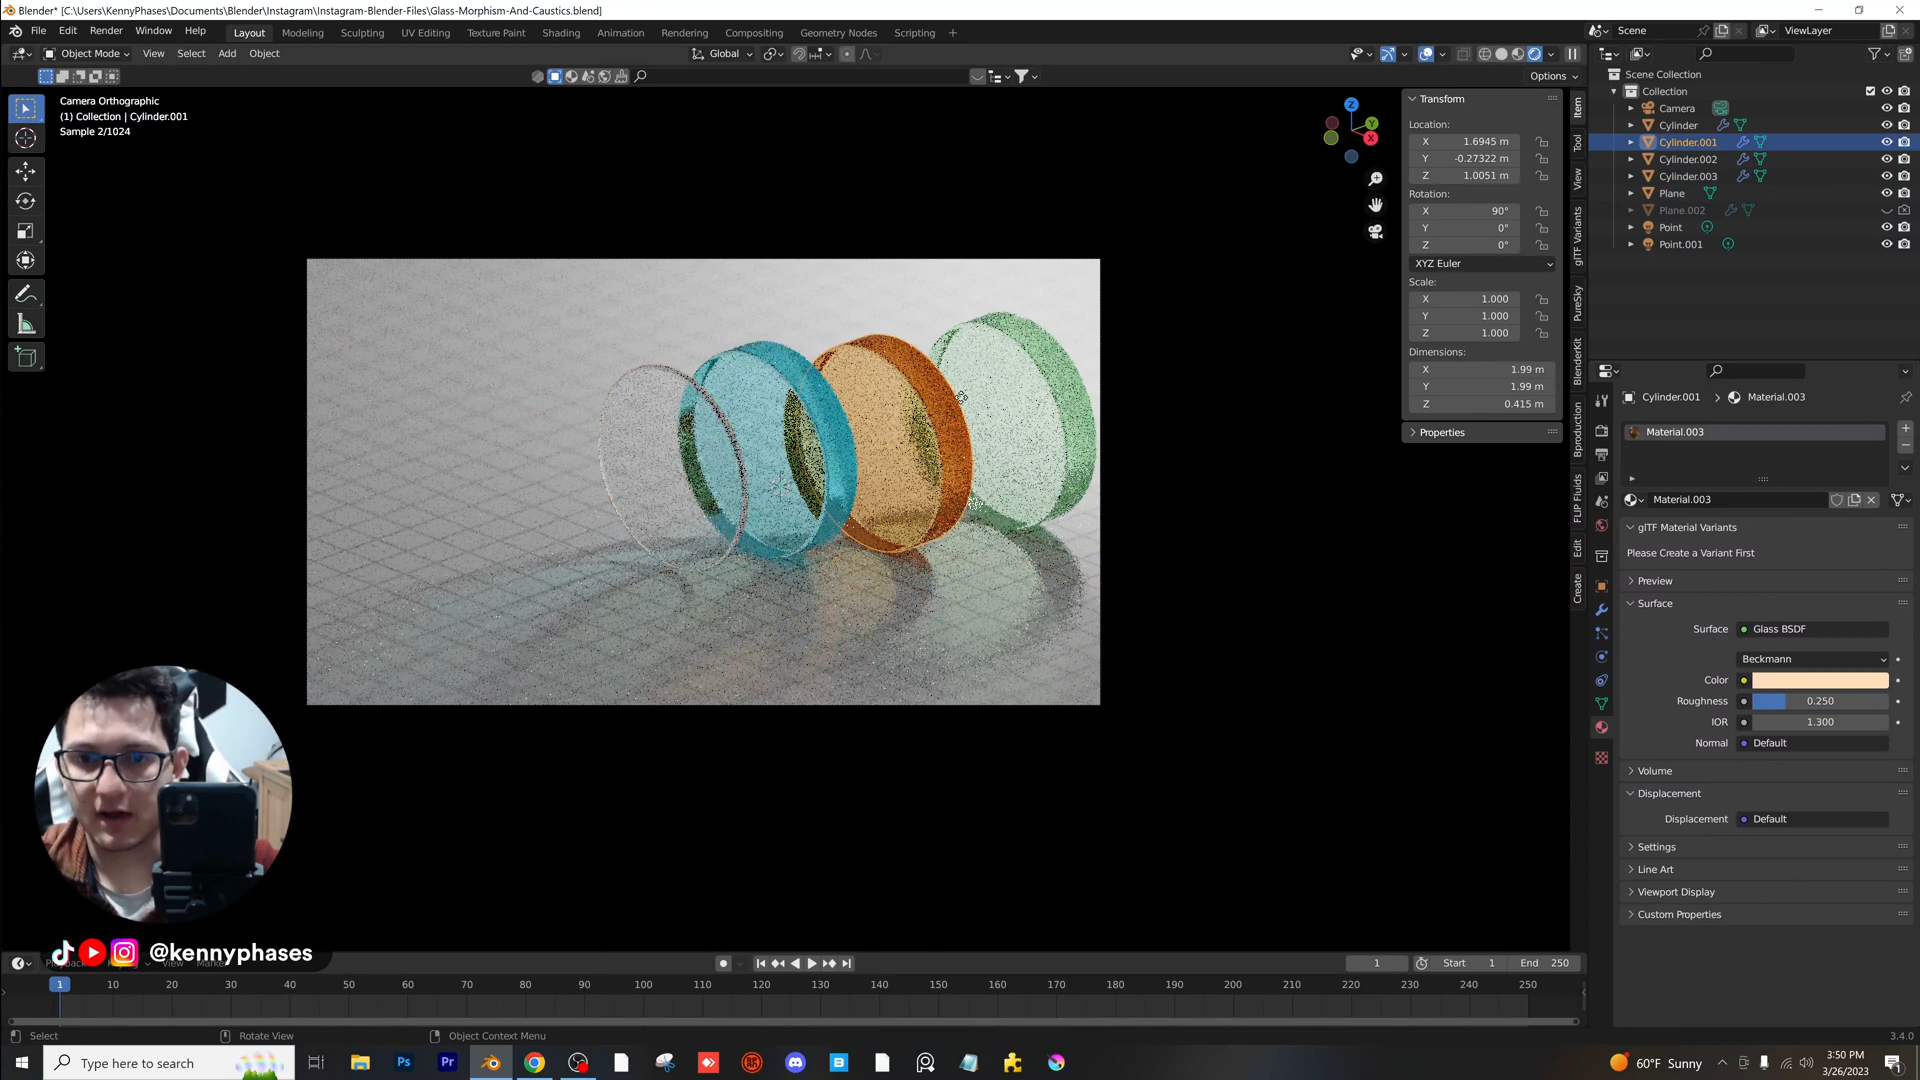 Blender* [C:\Users\KennyPhases\Documents\Blender\Instagram\Instagram-Blender-Files\Glass-Morphism-And-Caustics.blend]
File Edit Render Window Help Layout Modeling Sculpting UV Editing Texture Paint Shading Animation Rendering Compositing Geometry Nodes Scripting Scene ViewLayer
Object Mode View Select Add Object Global
Options
Camera Orthographic
(1) Collection | Cylinder.001
Sample 2/1024
Z
Y
X
Transform
Location:
X 1.6945 m
Y -0.27322 m
Z 1.0051 m
Rotation:
X 90°
Y 0°
Z 0°
XYZ Euler
Scale:
X 1.000
Y 1.000
Z 1.000
Dimensions:
X 1.99 m
Y 1.99 m
Z 0.415 m
Properties
Item
Tool
View
glTF Variants
PureSky
BlenderKit
Bproduction
FLIP Fluids
Edit
Create
Scene Collection
Collection
Camera
Cylinder
Cylinder.001
Cylinder.002
Cylinder.003
Plane
Plane.002
Point
Point.001
Cylinder.001 > Material.003
Material.003
Material.003
glTF Material Variants
Please Create a Variant First
Preview
Surface
Surface Glass BSDF
Beckmann
Color
Roughness 0.250
IOR 1.300
Normal Default
Volume
Displacement
Displacement Default
Settings
Line Art
Viewport Display
Custom Properties
@kennyphases
1 Start 1 End 250
1 10 20 30 40 50 60 70 80 90 100 110 120 130 140 150 160 170 180 190 200 210 220 230 240 250
Select Rotate View Object Context Menu 3.4.0
Type here to search Ps Pr 60°F Sunny 3:50 PM
3/26/2023